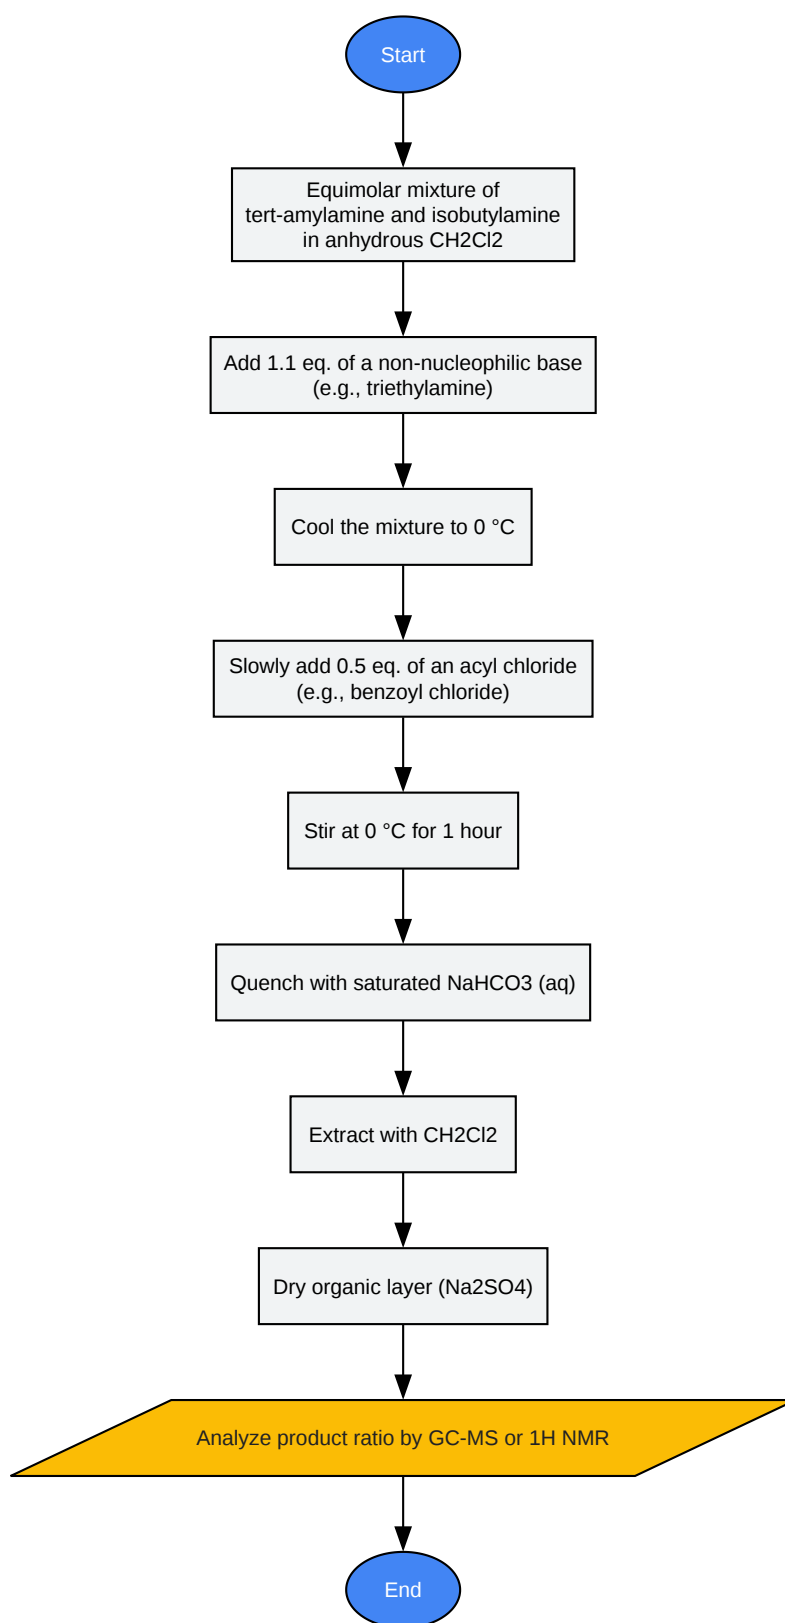 Start
Equimolar mixture of
tert-amylamine and isobutylamine
in anhydrous CH2Cl2
Add 1.1 eq. of a non-nucleophilic base
(e.g., triethylamine)
Cool the mixture to 0 °C
Slowly add 0.5 eq. of an acyl chloride
(e.g., benzoyl chloride)
Stir at 0 °C for 1 hour
Quench with saturated NaHCO3 (aq)
Extract with CH2Cl2
Dry organic layer (Na2SO4)
Analyze product ratio by GC-MS or 1H NMR
End